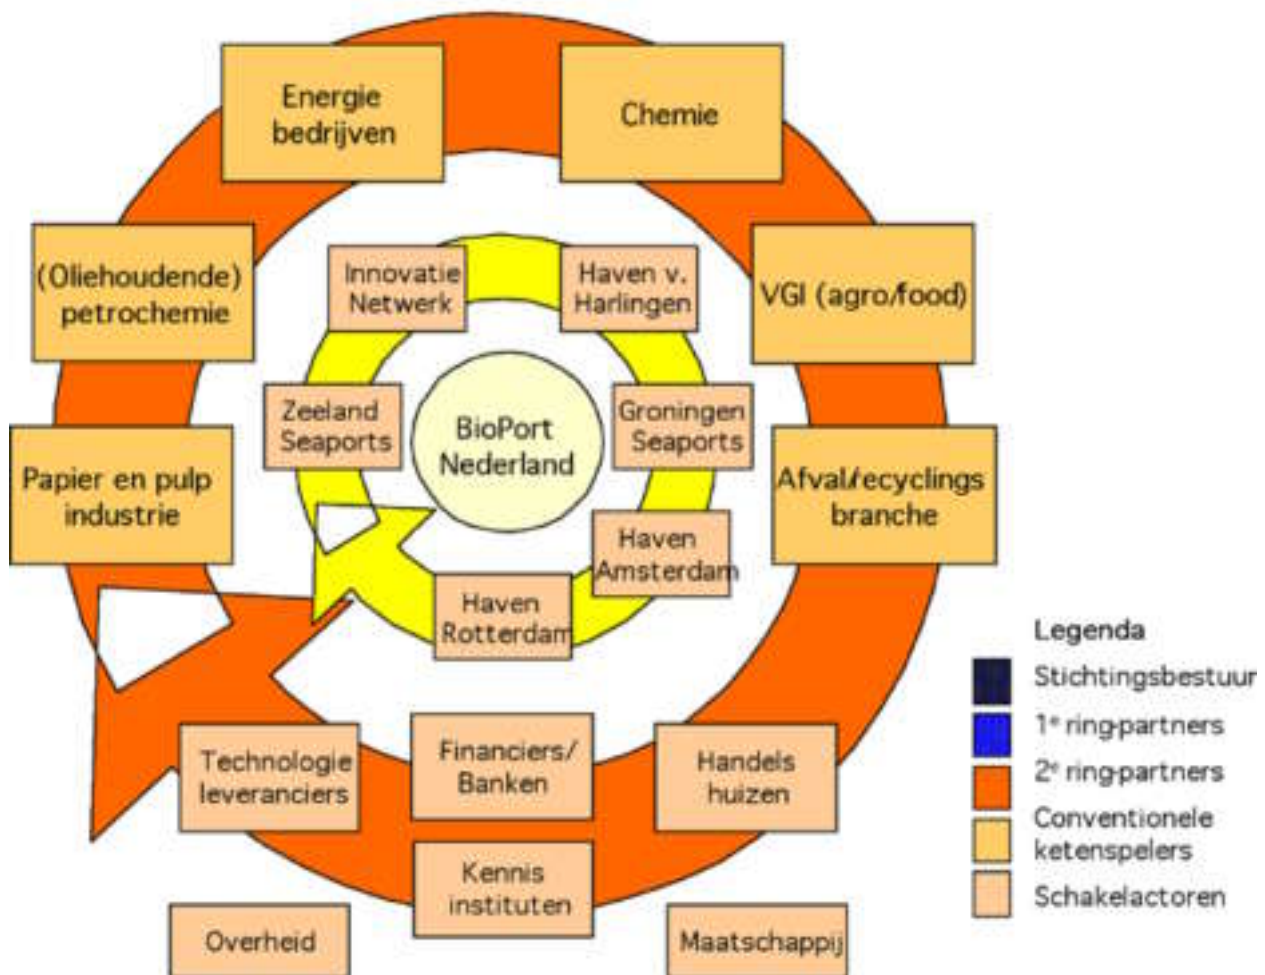 Energie
bedrijven
Chemie
(Oliehoudende)
petrochemie
Innovatie
Netwerk
Haven v.
Harlingen
VGI (agro/food)
Zeeland
Seaports
BioPort
Nederland
Groningen
Seaports
Papier en pulp
industrie
Afval/recyclings
branche
Haven
Amsterdam
Haven
Rotterdam
Technologie
leveranciers
Financiers/
Banken
Handels
huizen
Kennis
instituten
Overheid
Maatschappij
Legenda
Stichtingsbestuur
1e ring-partners
2e ring-partners
Conventionele
ketenspelers
Schakelactoren